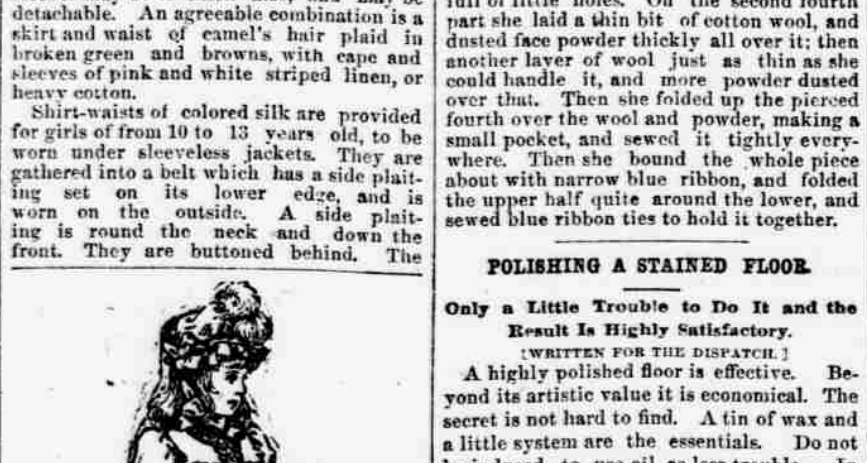 detachable. An agreeable combination is a
skirt and waist of camel's hair plaid in
broken green and browns, with cape and
sleeves of pink and white striped linen, or
heavy cotton.
Shirt-waists of colored silk are provided
for girls of from 10 to 13 years old, to be
worn under sleeveless jackets. They are
gathered into a belt which has a side plait-
ing set on its lower edge, and is
worn on the outside. A side plait-
ing is round the neck and down the
front. They are buttoned behind. The
full of little holes. On the second fourth
part she laid a thin bit of cotton wool, and
dusted face powder thickly all over it; then
another layer of wool just as thin as she
could handle it, and more powder dusted
over that. Then she folded up the pierced
fourth over the wool and powder, making a
small pocket, and sewed it tightly every-
where. Then she bound the whole piece
about with narrow blue ribbon, and folded
the upper half quite around the lower, and
sewed blue ribbon ties to hold it together.
POLISHING A STAINED FLOOR.
Only a Little Trouble to Do It and the
Result Is Highly Satisfactory.
[WRITTEN FOR THE DISPATCH.]
A highly polished floor is effective. Be-
yond its artistic value it is economical. The
secret is not hard to find. A tin of wax and
a little system are the essentials. Do not